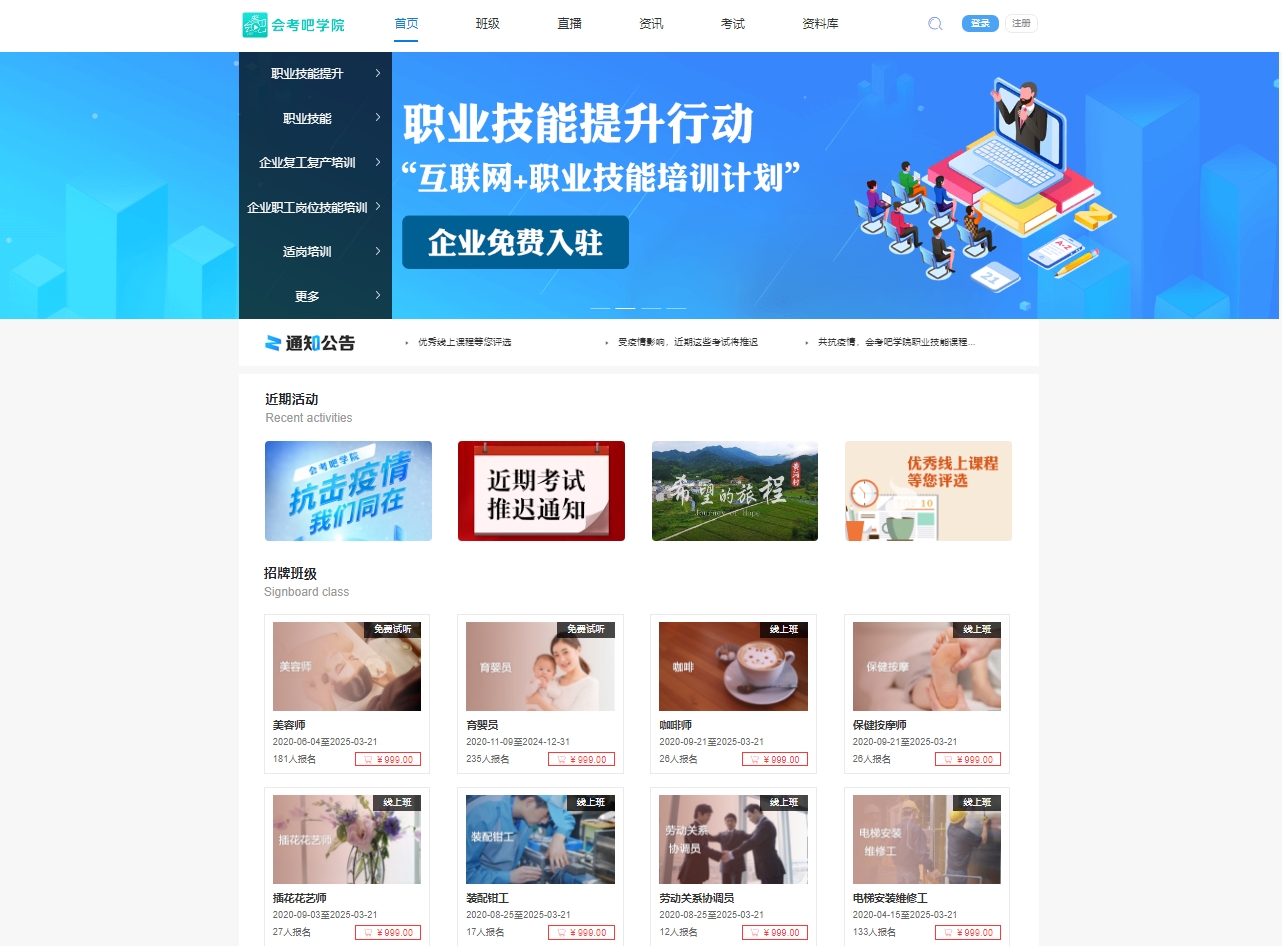 会考吧学院
首页 班级 直播 资讯 考试 资料库 登录 注册
职业技能提升
职业技能
企业复工复产培训
企业职工岗位技能培训
适岗培训
更多
职业技能提升行动
“互联网+职业技能培训计划”
企业免费入驻
A-Z
21
通知公告 优秀线上课程等您评选 受疫情影响，近期这些考试将推迟 共抗疫情，会考吧学院职业技能课程...
近期活动
Recent activities
会考吧学院
抗击疫情
我们同在
近期考试
推迟通知
希望的旅程
黄河村
Journey of Hope
优秀线上课程
等您评选
10
招牌班级
Signboard class
免费试听 免费试听 线上班 线上班
美容师 育婴员 咖啡 保健按摩
美容师 育婴员 咖啡师 保健按摩师
2020-06-04至2025-03-21 2020-11-09至2024-12-31 2020-09-21至2025-03-21 2020-09-21至2025-03-21
181人报名 ¥ 999.00 235人报名 ¥ 999.00 26人报名 ¥ 999.00 26人报名 ¥ 999.00
线上班 线上班 线上班 线上班
插花花艺师 装配钳工 劳动关系 电梯安装
协调员 维修工
插花花艺师 装配钳工 劳动关系协调员 电梯安装维修工
2020-09-03至2025-03-21 2020-08-25至2025-03-21 2020-08-25至2025-03-21 2020-04-15至2025-03-21
27人报名 ¥ 999.00 17人报名 ¥ 999.00 12人报名 ¥ 999.00 133人报名 ¥ 999.00